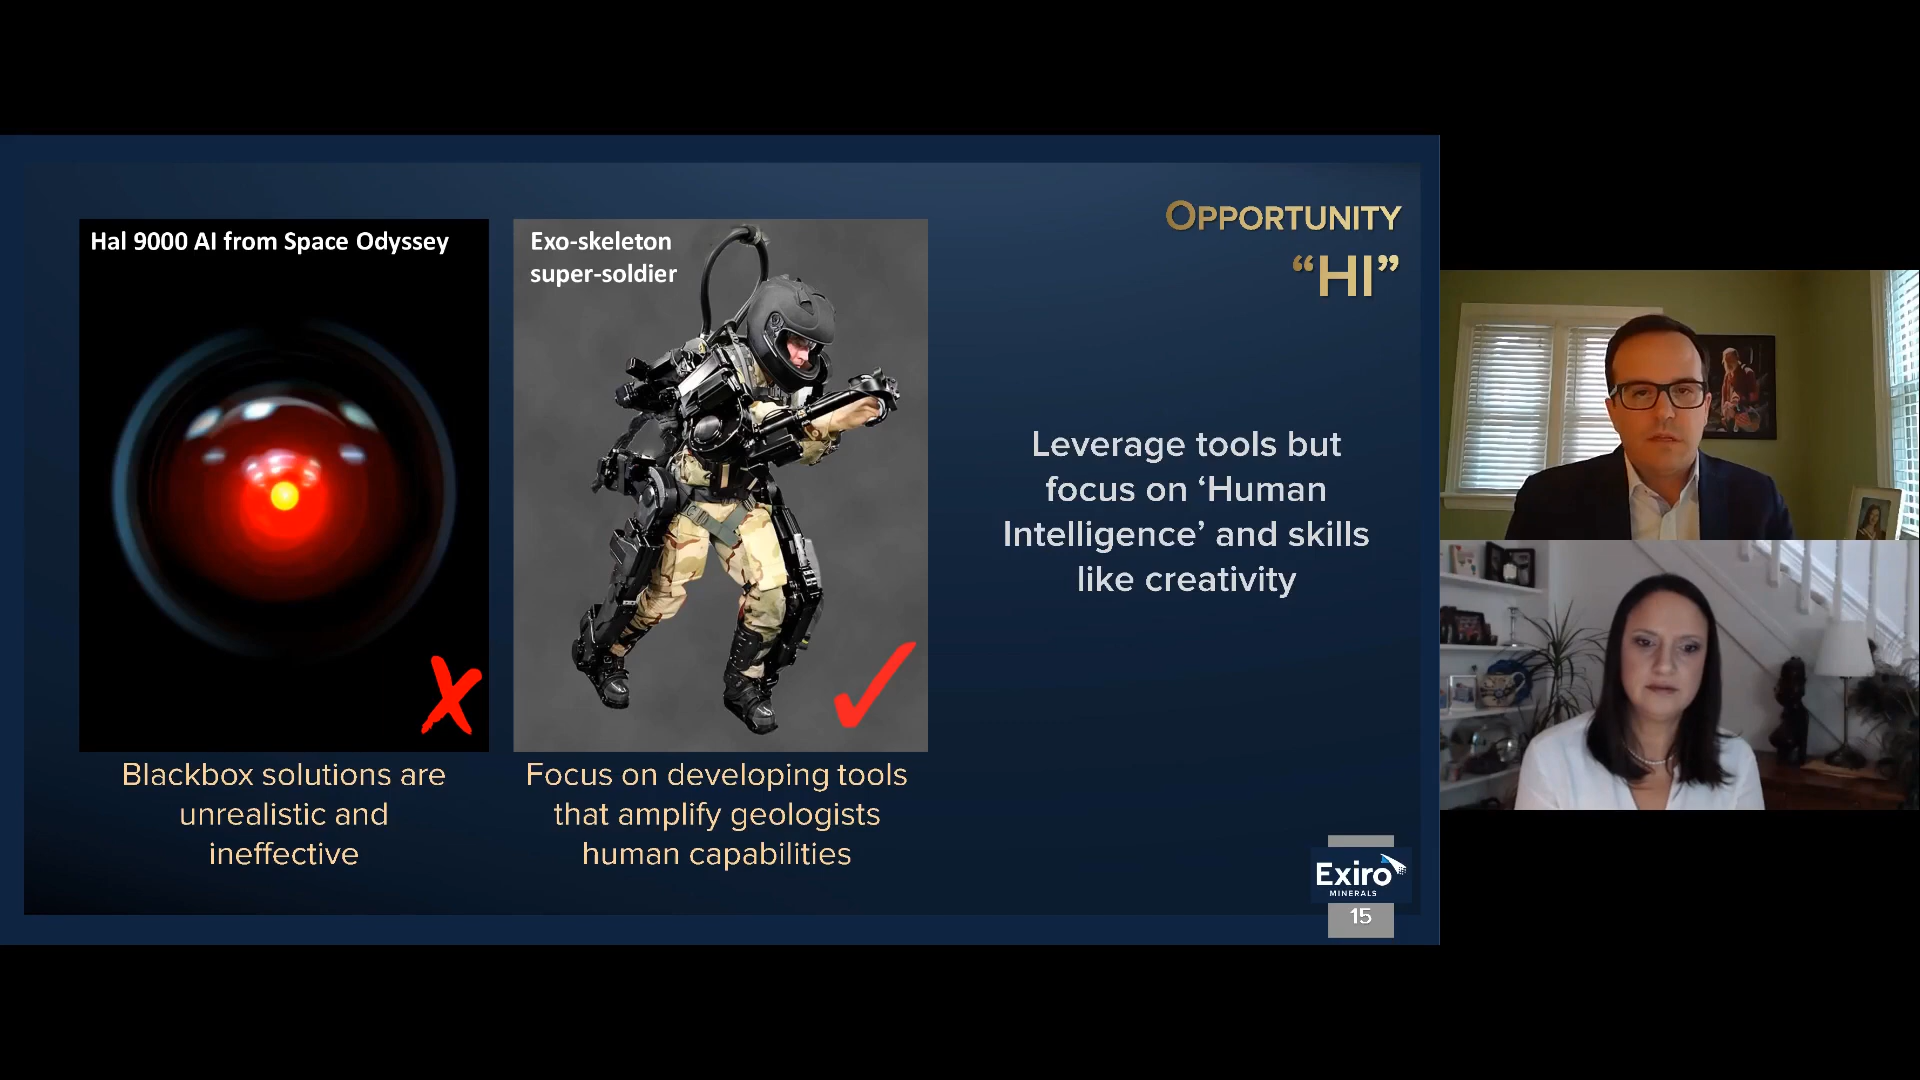 Hal 9000 AI from Space Odyssey
Blackbox solutions are
unrealistic and
ineffective
Exo-skeleton
super-soldier
Focus on developing tools
that amplify geologists
human capabilities
OPPORTUNITY
“HI”
Leverage tools but
focus on ‘Human
Intelligence’ and skills
like creativity
Exiro
MINERALS
15